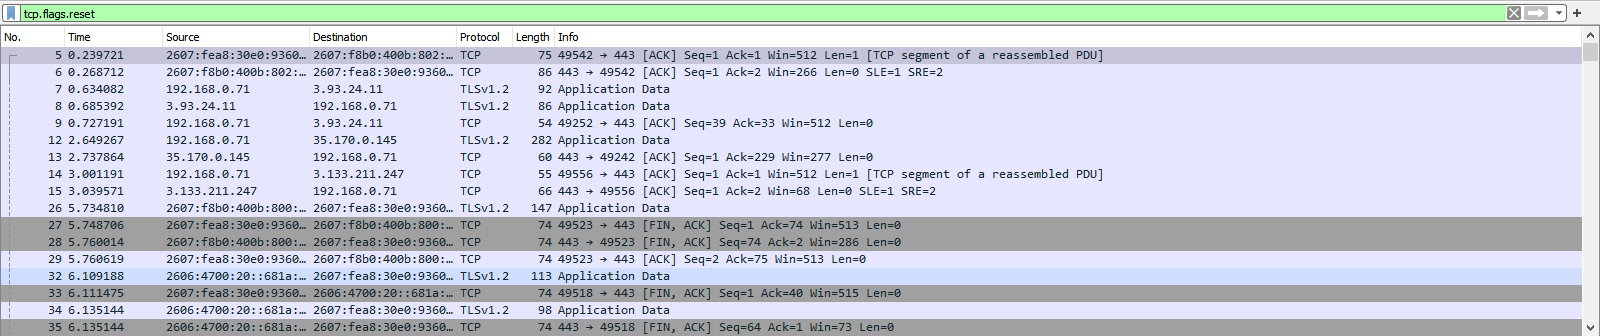 tcp.flags.reset
No. Time Source Destination Protocol Length Info
5 0.239721 2607:fea8:30e0:9360… 2607:f8b0:400b:802:… TCP 75 49542 → 443 [ACK] Seq=1 Ack=1 Win=512 Len=1 [TCP segment of a reassembled PDU]
6 0.268712 2607:f8b0:400b:802:… 2607:fea8:30e0:9360… TCP 86 443 → 49542 [ACK] Seq=1 Ack=2 Win=266 Len=0 SLE=1 SRE=2
7 0.634082 192.168.0.71 3.93.24.11 TLSv1.2 92 Application Data
8 0.685392 3.93.24.11 192.168.0.71 TLSv1.2 86 Application Data
9 0.727191 192.168.0.71 3.93.24.11 TCP 54 49252 → 443 [ACK] Seq=39 Ack=33 Win=512 Len=0
12 2.649267 192.168.0.71 35.170.0.145 TLSv1.2 282 Application Data
13 2.737864 35.170.0.145 192.168.0.71 TCP 60 443 → 49242 [ACK] Seq=1 Ack=229 Win=277 Len=0
14 3.001191 192.168.0.71 3.133.211.247 TCP 55 49556 → 443 [ACK] Seq=1 Ack=1 Win=512 Len=1 [TCP segment of a reassembled PDU]
15 3.039571 3.133.211.247 192.168.0.71 TCP 66 443 → 49556 [ACK] Seq=1 Ack=2 Win=68 Len=0 SLE=1 SRE=2
26 5.734810 2607:f8b0:400b:800:… 2607:fea8:30e0:9360… TLSv1.2 147 Application Data
27 5.748706 2607:fea8:30e0:9360… 2607:f8b0:400b:800:… TCP 74 49523 → 443 [FIN, ACK] Seq=1 Ack=74 Win=513 Len=0
28 5.760014 2607:f8b0:400b:800:… 2607:fea8:30e0:9360… TCP 74 443 → 49523 [FIN, ACK] Seq=74 Ack=2 Win=286 Len=0
29 5.760619 2607:fea8:30e0:9360… 2607:f8b0:400b:800:… TCP 74 49523 → 443 [ACK] Seq=2 Ack=75 Win=513 Len=0
32 6.109188 2606:4700:20::681a:… 2607:fea8:30e0:9360… TLSv1.2 113 Application Data
33 6.111475 2607:fea8:30e0:9360… 2606:4700:20::681a:… TCP 74 49518 → 443 [FIN, ACK] Seq=1 Ack=40 Win=515 Len=0
34 6.135144 2606:4700:20::681a:… 2607:fea8:30e0:9360… TLSv1.2 98 Application Data
35 6.135144 2606:4700:20::681a:… 2607:fea8:30e0:9360… TCP 74 443 → 49518 [FIN, ACK] Seq=64 Ack=1 Win=73 Len=0